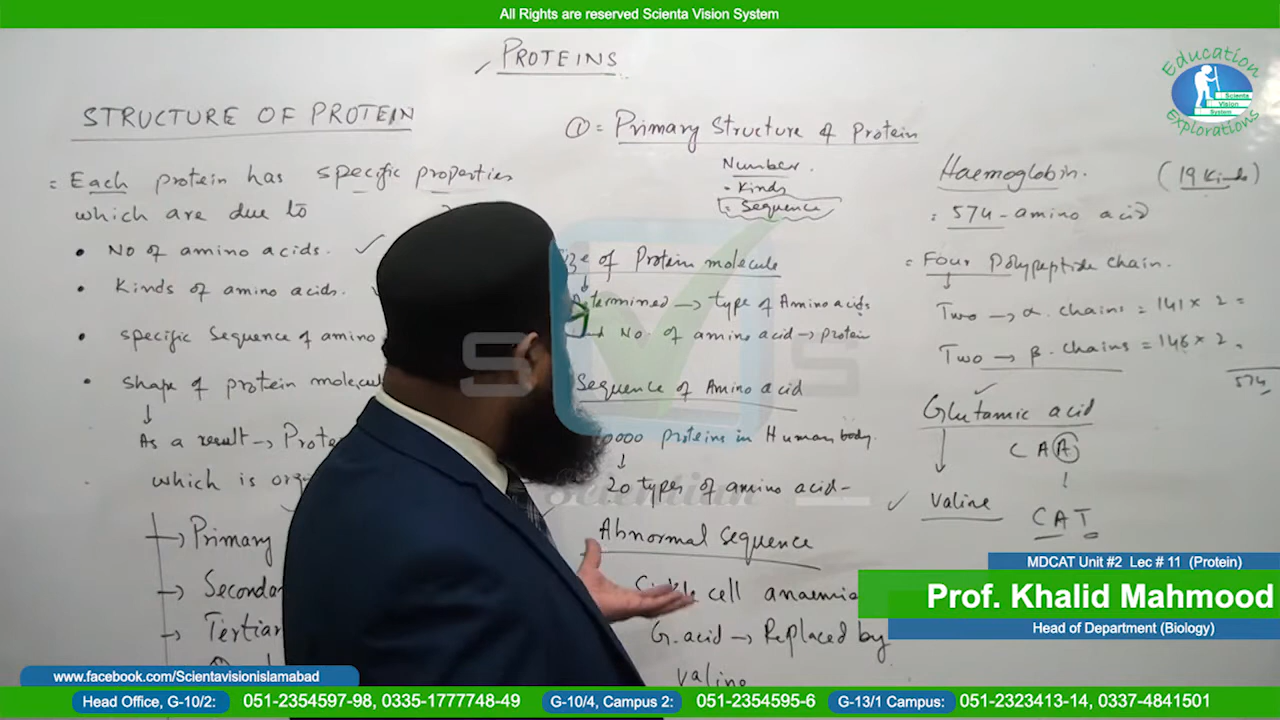 All Rights are reserved Scienta Vision System
PROTEINS
Education
Scienta
Vision
System
Explorations
STRUCTURE OF PROTEIN
= Each protein has specific properties
which are due to
• No of amino acids. ✓
• Kinds of amino acids.
• specific Sequence of amino
• Shape of protein molecul
↓
As a result → Prote
which is org
→ Primary
→ Seconda
→ Tertiar
① = Primary Structure of Protein
Number.
• Kinds
= Sequence
ize of Protein molecule
↓
etermined → type of Amino acids
→ No. of amino acid → protein
Sequence of Amino acid
0000 proteins in Human body.
↓
20 types of amino acid -
Abnormal Sequence
cell anaemia
G. acid → Replaced by
valine
Haemoglobin. (19 Kinds)
= 574 - amino acid
= Four Polypeptide chain.
↓
Two → α. chains = 141 × 2 =
Two → β. chains = 146 × 2 =
574
✓
Glutamic acid
↓ CAA
✓ Valine
CAT
S S
Scientian
MDCAT Unit #2 Lec # 11 (Protein)
Prof. Khalid Mahmood
Head of Department (Biology)
www.facebook.com/Scientavisionislamabad
Head Office, G-10/2: 051-2354597-98, 0335-1777748-49 G-10/4, Campus 2: 051-2354595-6 G-13/1 Campus: 051-2323413-14, 0337-4841501